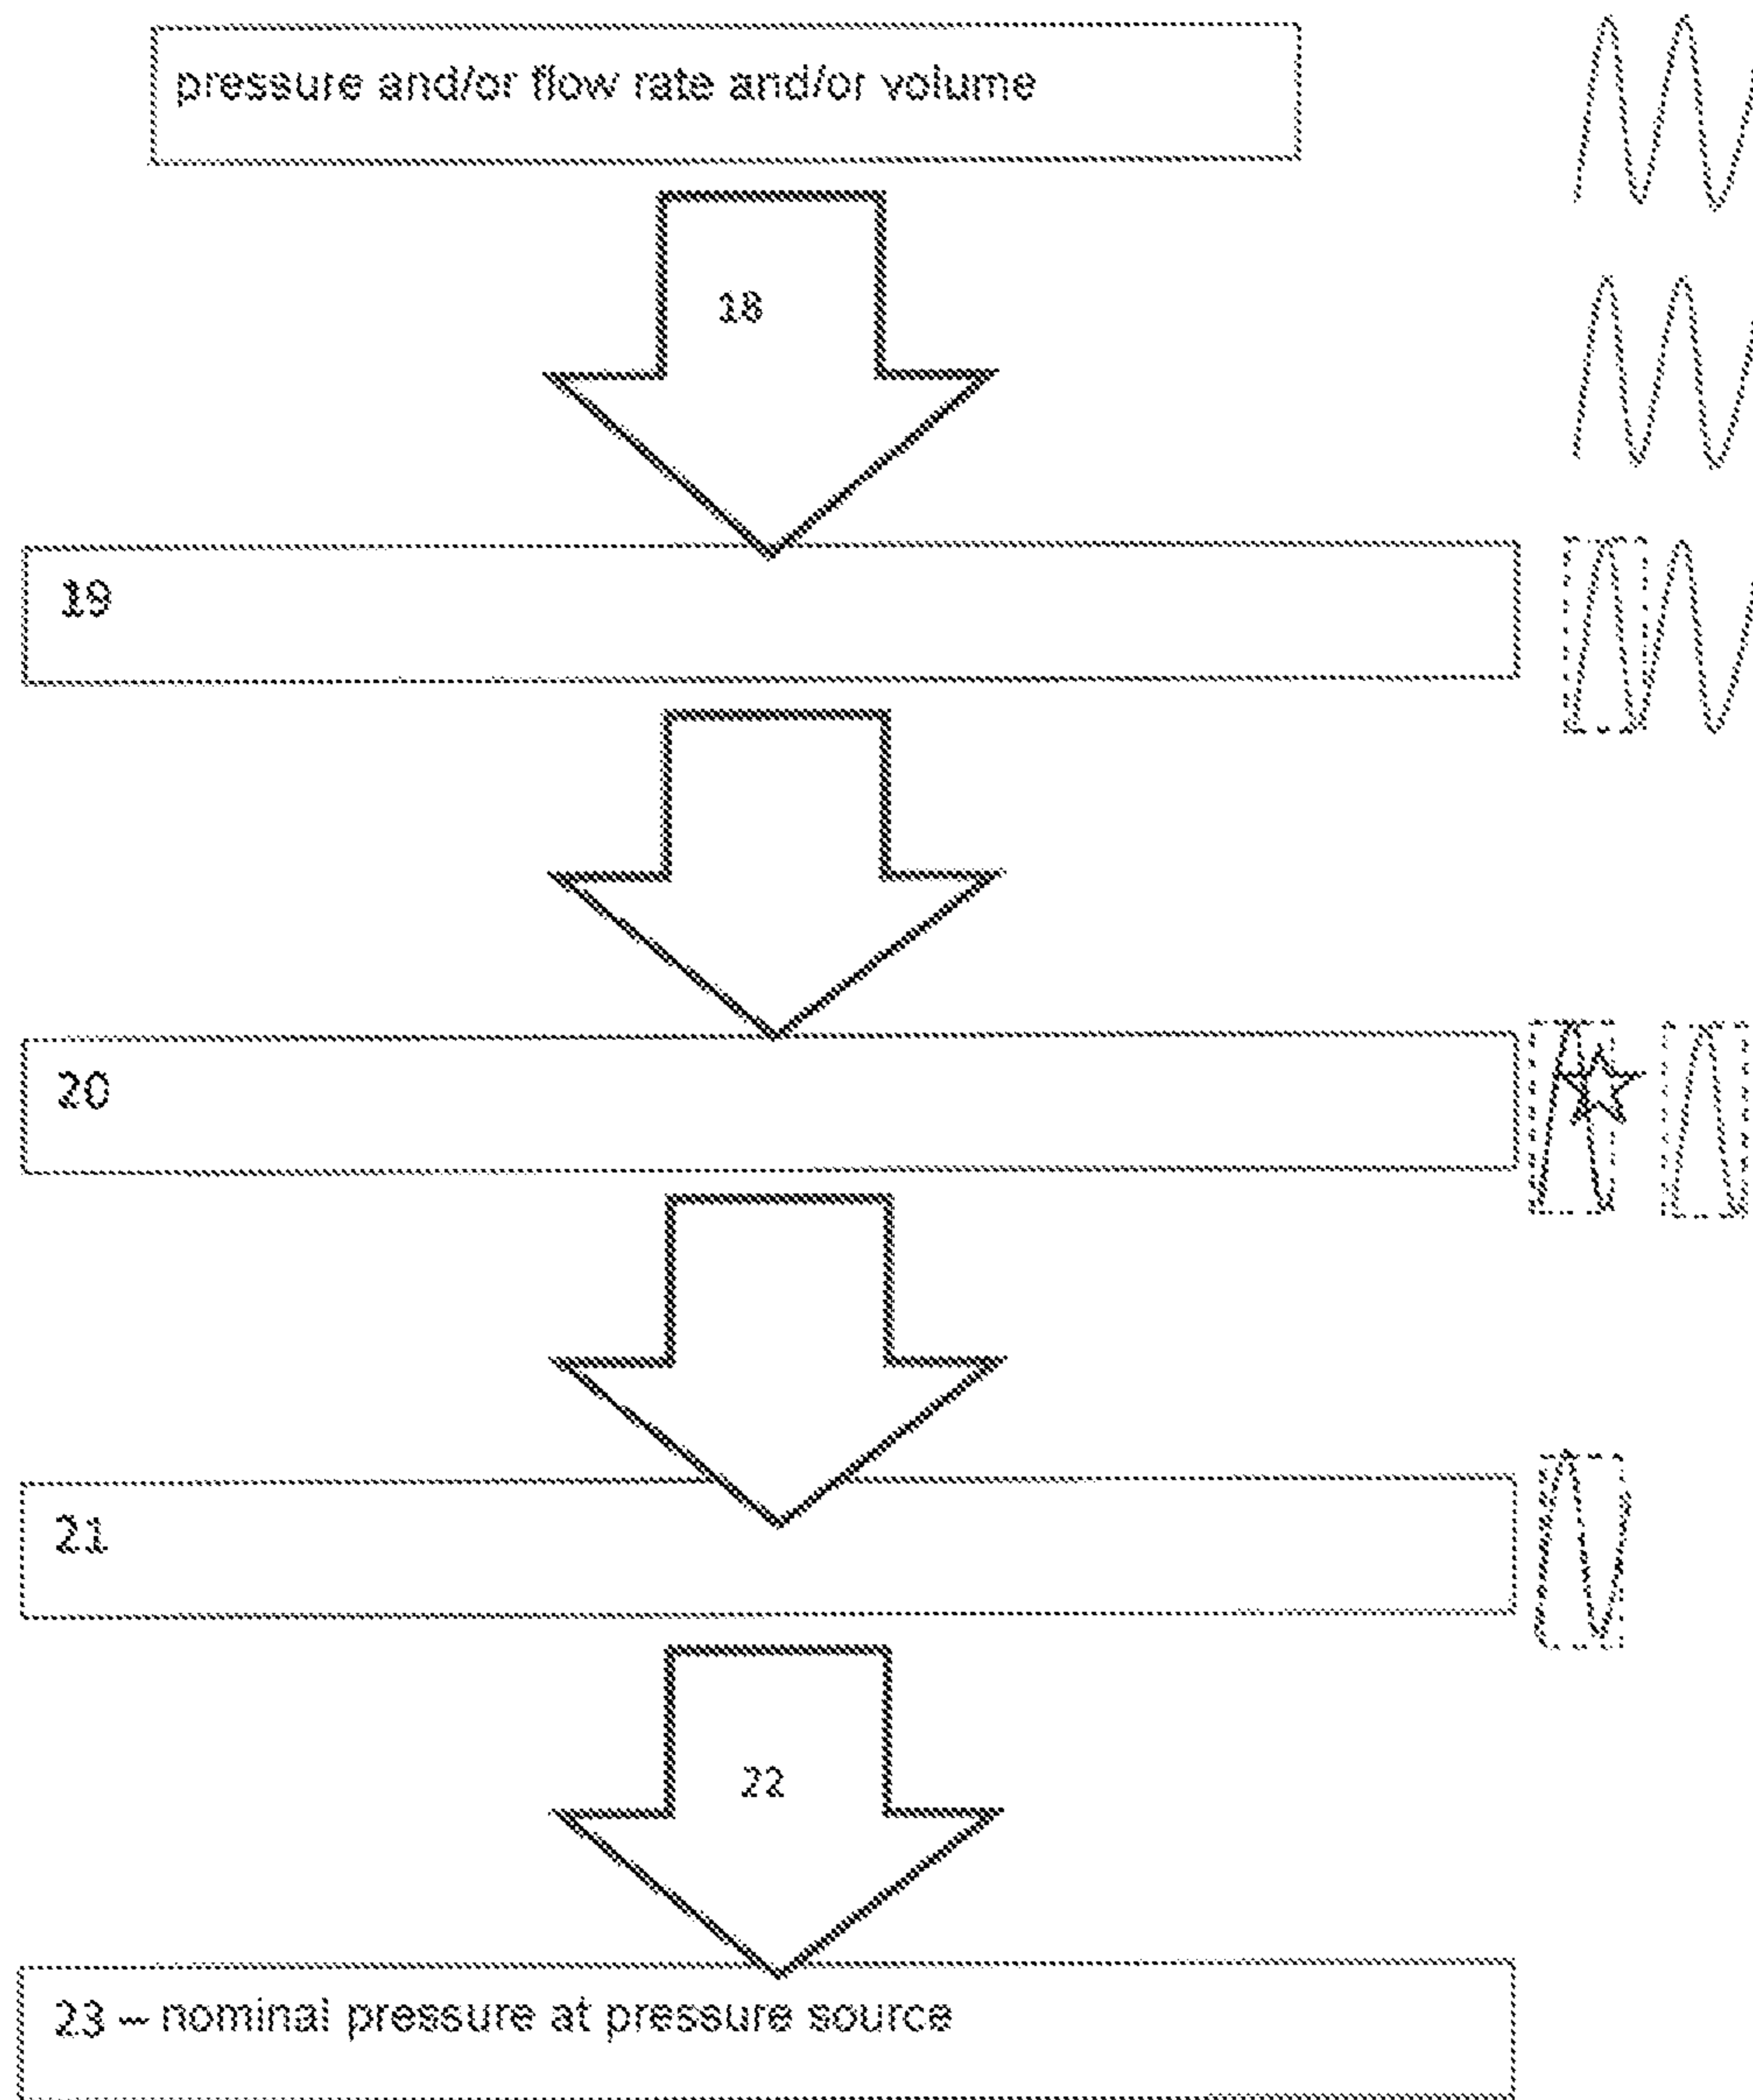 pressure and/or flow rate and/or volume
18
19
20
21
22
23 – nominal pressure at pressure source